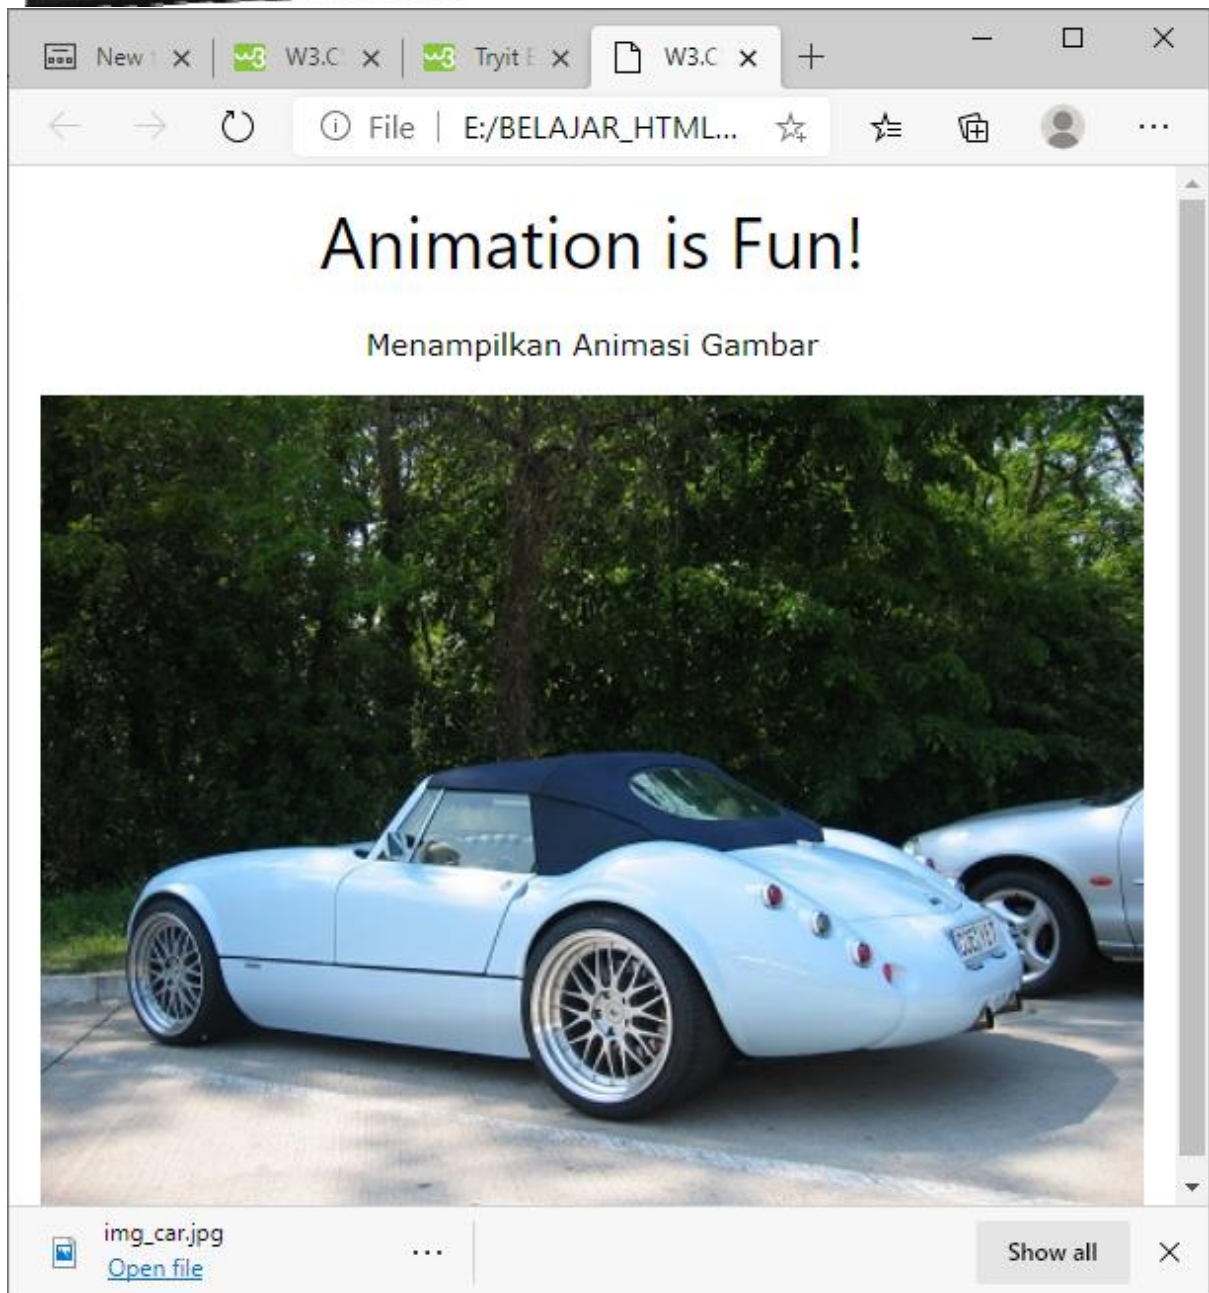 New
W3.C
Tryit E
W3.C
File
E:/BELAJAR_HTML...
Animation is Fun!
Menampilkan Animasi Gambar
img_car.jpg
Open file
Show all